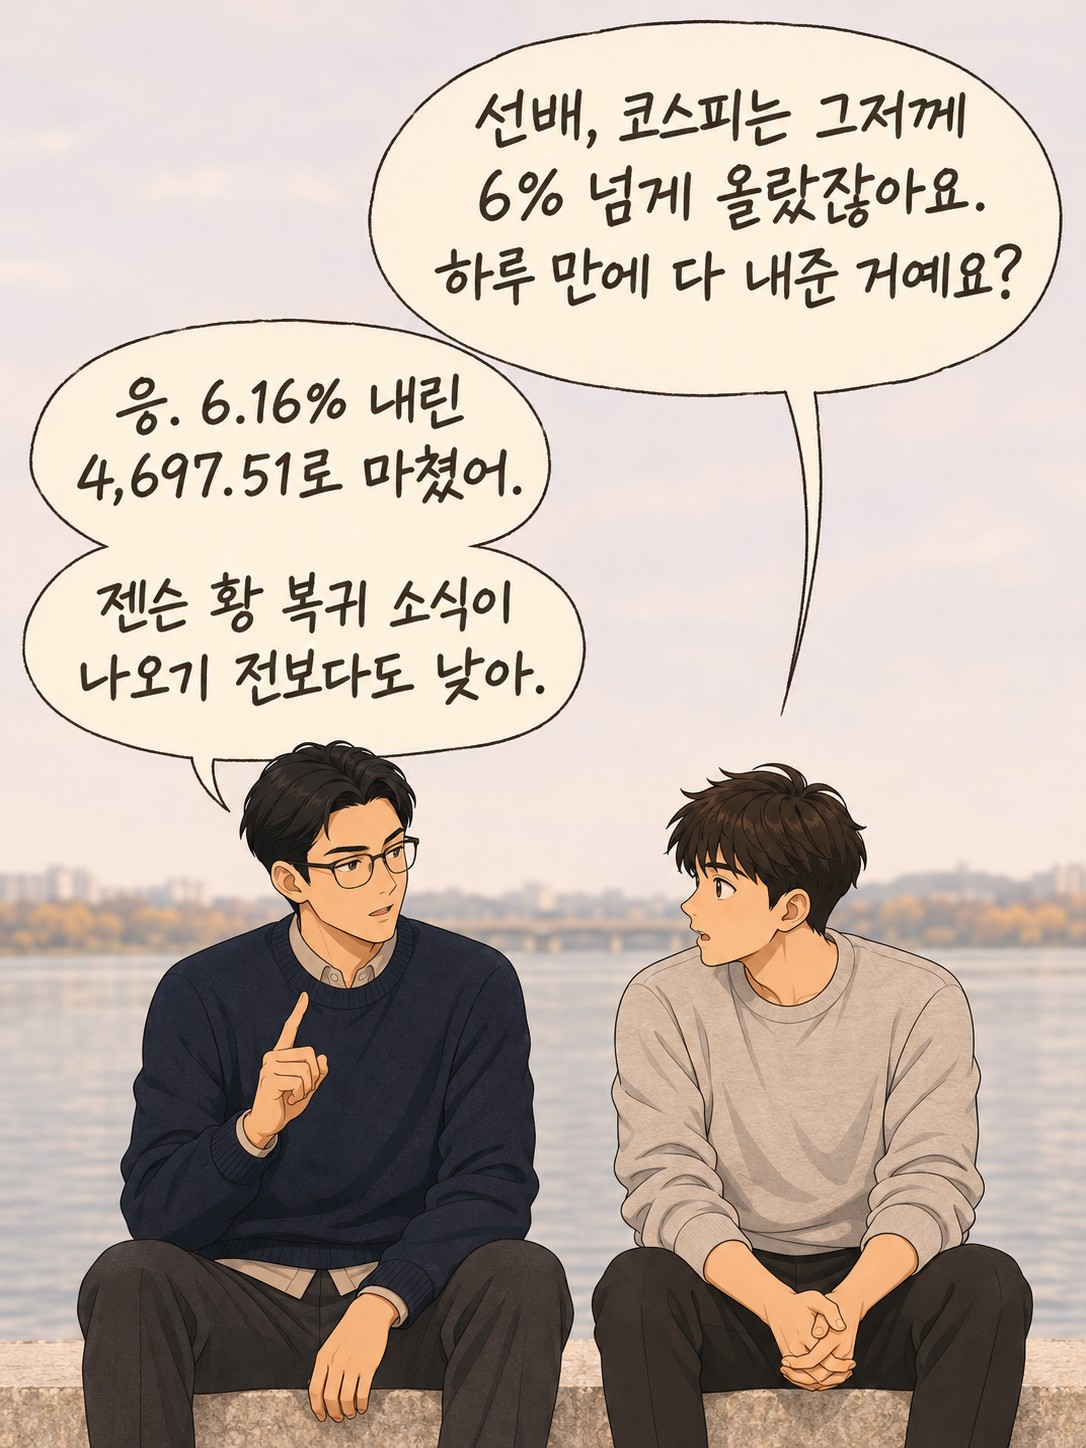 선배, 코스피는 그저께
6% 넘게 올랐잖아요.
하루 만에 다 내준 거예요?
응. 6.16% 내린
4,697.51로 마쳤어.
젠슨 황 복귀 소식이
나오기 전보다도 낮아.